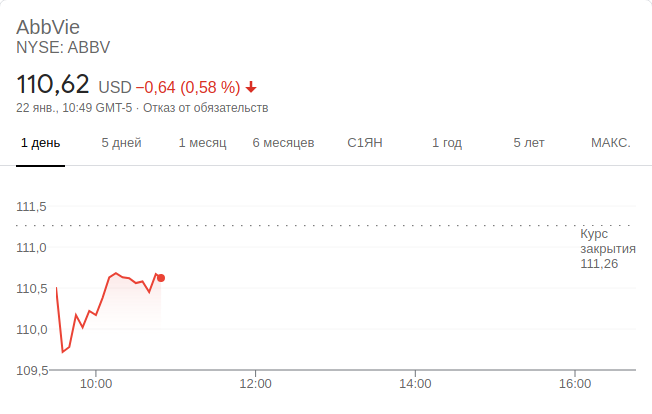 AbbVie
NYSE: ABBV
110,62 USD −0,64 (0,58 %)
22 янв., 10:49 GMT-5 · Отказ от обязательств
1 день 5 дней 1 месяц 6 месяцев С1ЯН 1 год 5 лет МАКС.
111,5
Курс
закрытия
111,26
111,0
110,5
110,0
109,5
10:00 12:00 14:00 16:00